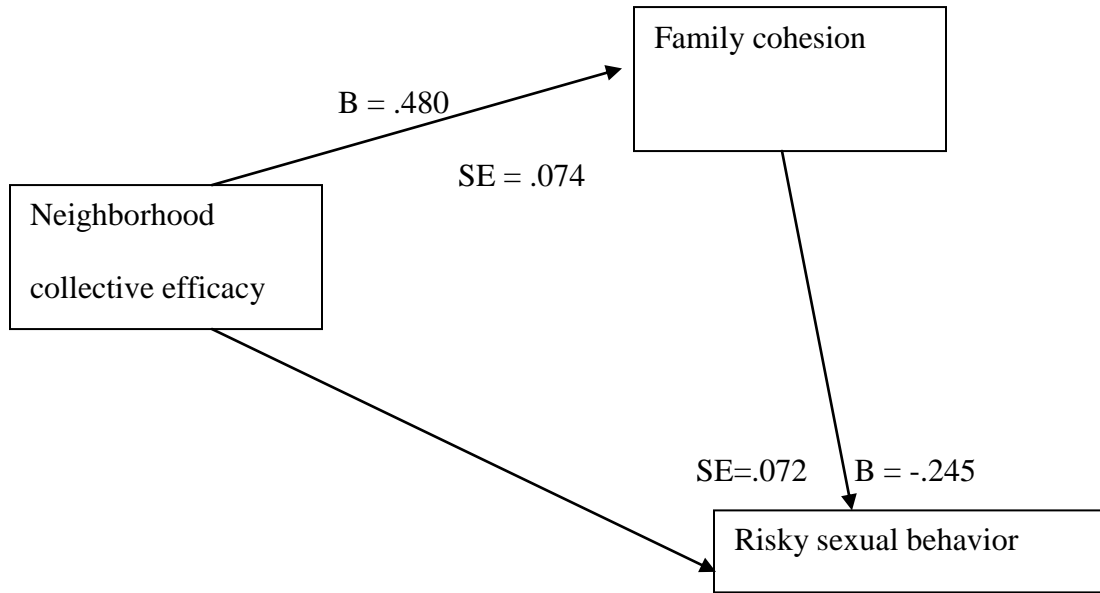 Family cohesion
B = .480
SE = .074
Neighborhood
collective efficacy
SE=.072
B = -.245
Risky sexual behavior